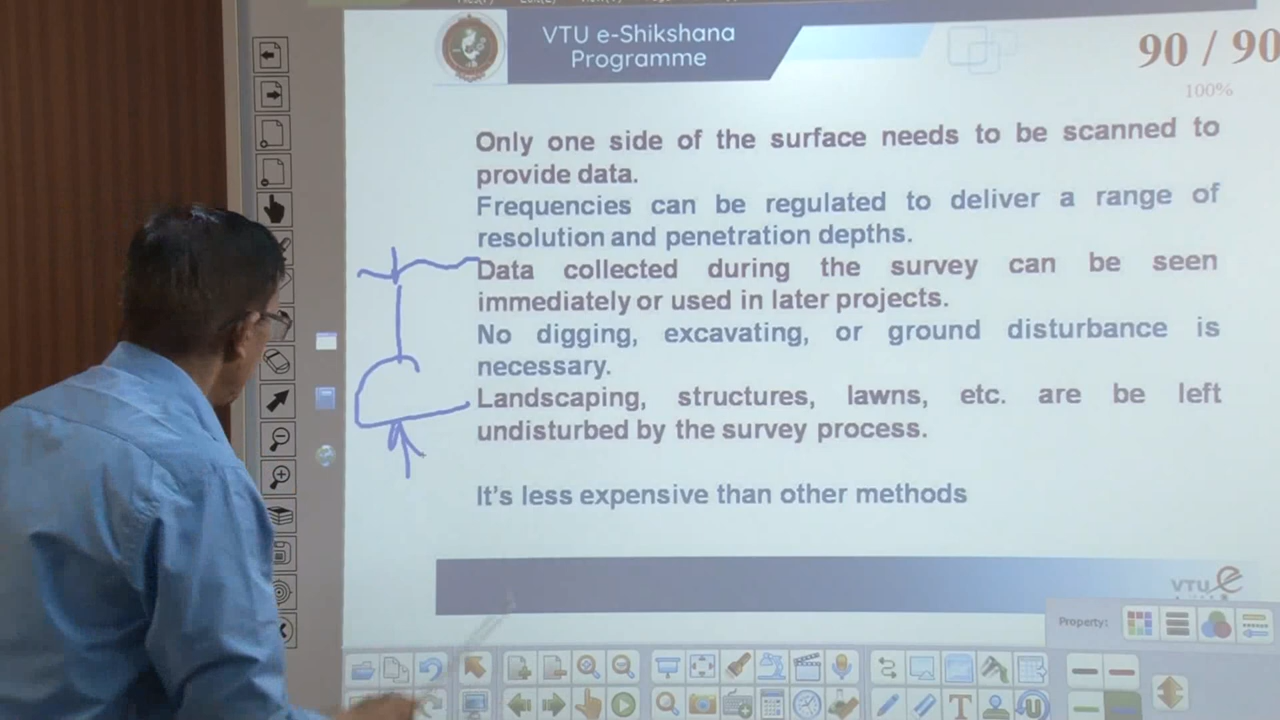 VTU e-Shikshana
Programme
90 / 90
100%
Only one side of the surface needs to be scanned to
provide data.
Frequencies can be regulated to deliver a range of
resolution and penetration depths.
Data collected during the survey can be seen
immediately or used in later projects.
No digging, excavating, or ground disturbance is
necessary.
Landscaping, structures, lawns, etc. are be left
undisturbed by the survey process.
It's less expensive than other methods
VTU e
Property: